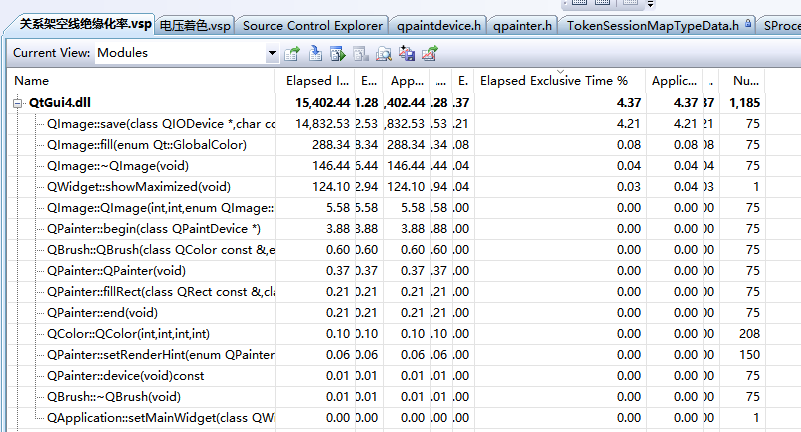 关系架空线绝缘化率.vsp 电压着色.vsp Source Control Explorer qpaintdevice.h qpainter.h TokenSessionMapTypeData.h SProce
Current View: Modules
Name Elapsed I... E... App... ... E. Elapsed Exclusive Time % Applic... . Nu...
QtGui4.dll 15,402.44 1.28 ,402.44 .28 .37 4.37 4.37 37 1,185
QImage::save(class QIODevice *,char cc 14,832.53 2.53 ,832.53 .53 .21 4.21 4.21 21 75
QImage::fill(enum Qt::GlobalColor) 288.34 8.34 288.34 .34 .08 0.08 0.08 08 75
QImage::~QImage(void) 146.44 6.44 146.44 .44 .04 0.04 0.04 04 75
QWidget::showMaximized(void) 124.10 2.94 124.10 .94 .04 0.03 0.04 03 1
QImage::QImage(int,int,enum QImage:: 5.58 5.58 5.58 .58 .00 0.00 0.00 00 75
QPainter::begin(class QPaintDevice *) 3.88 3.88 3.88 .88 .00 0.00 0.00 00 75
QBrush::QBrush(class QColor const &,e 0.60 0.60 0.60 .60 .00 0.00 0.00 00 75
QPainter::QPainter(void) 0.37 0.37 0.37 .37 .00 0.00 0.00 00 75
QPainter::fillRect(class QRect const &,cla 0.21 0.21 0.21 .21 .00 0.00 0.00 00 75
QPainter::end(void) 0.21 0.21 0.21 .21 .00 0.00 0.00 00 75
QColor::QColor(int,int,int,int) 0.10 0.10 0.10 .10 .00 0.00 0.00 00 208
QPainter::setRenderHint(enum QPainter 0.06 0.06 0.06 .06 .00 0.00 0.00 00 150
QPainter::device(void)const 0.01 0.01 0.01 .01 .00 0.00 0.00 00 75
QBrush::~QBrush(void) 0.01 0.01 0.01 .01 .00 0.00 0.00 00 75
QApplication::setMainWidget(class QWi 0.00 0.00 0.00 .00 .00 0.00 0.00 00 1